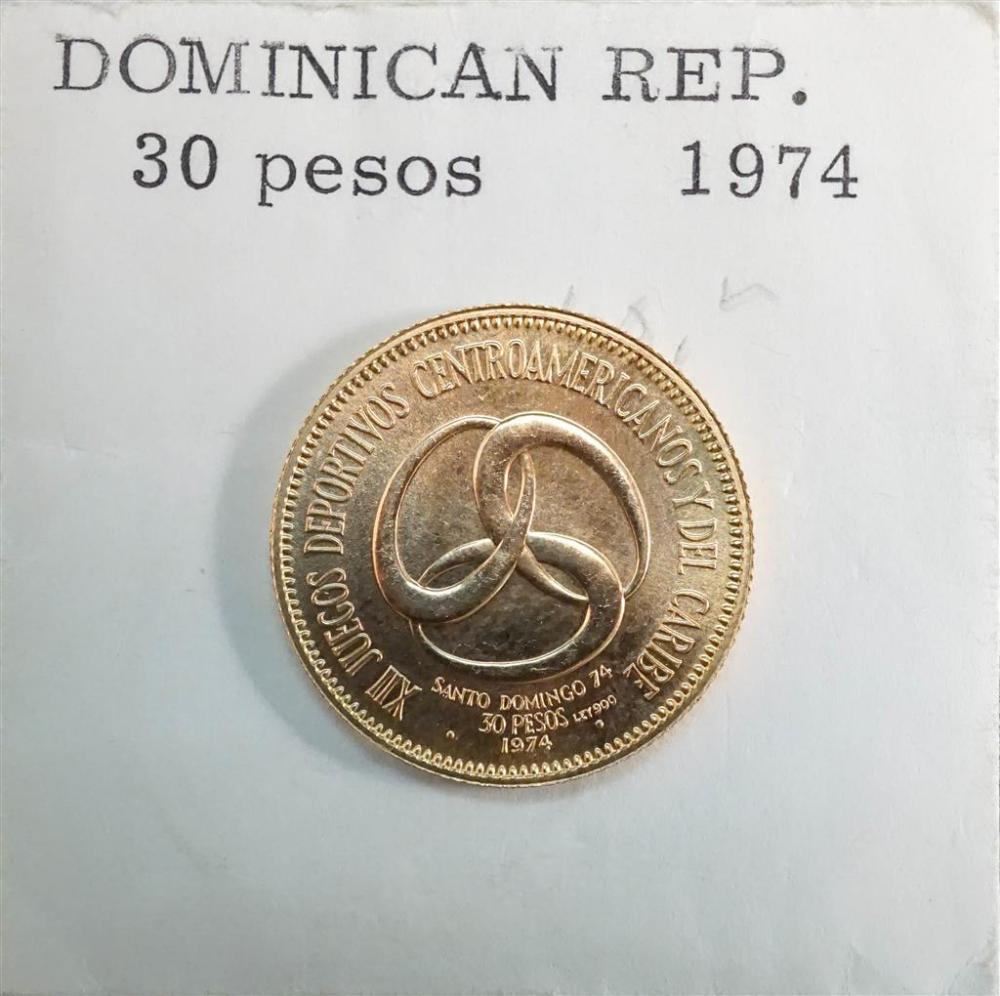 DOMINICAN REP.
30 pesos 1974
XII JUEGOS DEPORTIVOS CENTROAMERICANOS Y DEL CARIBE
SANTO DOMINGO 74
30 PESOS LEY 900
1974